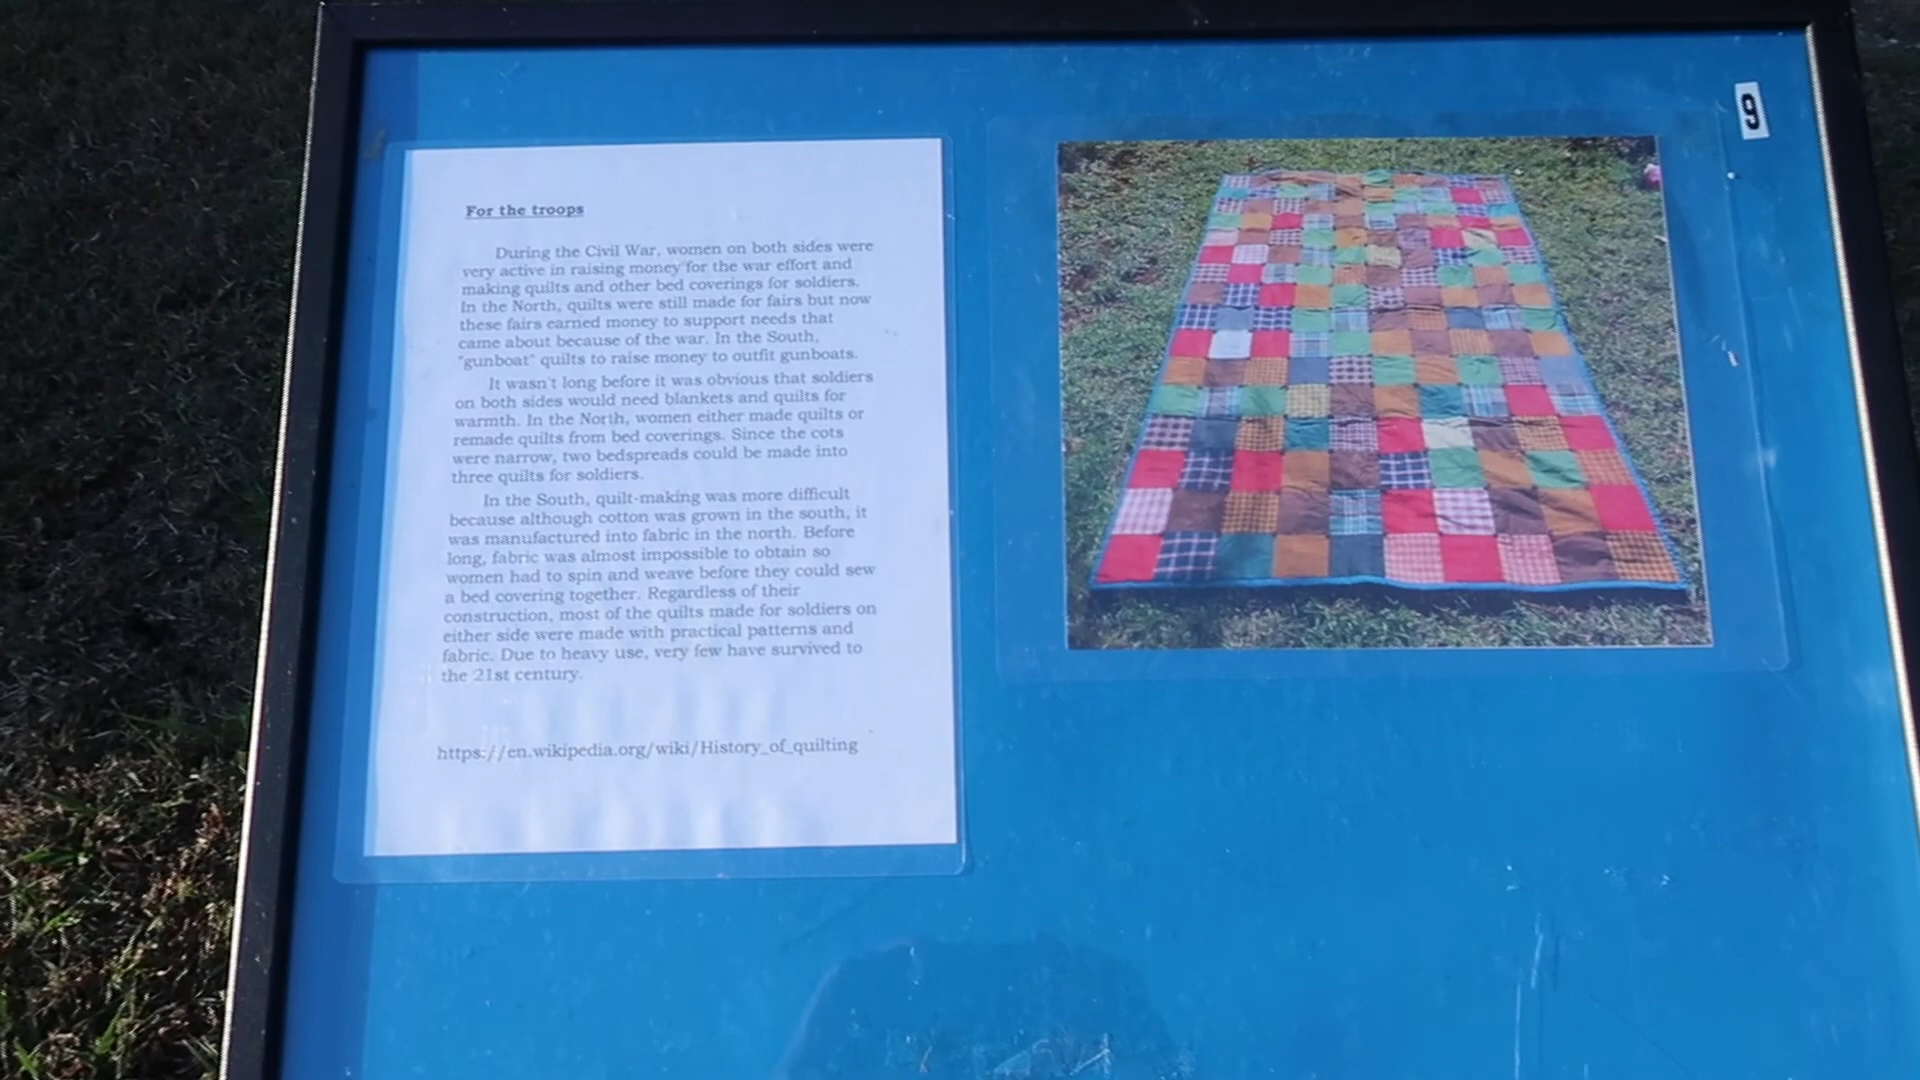 For the troops
During the Civil War, women on both sides were
very active in raising money for the war effort and
making quilts and other bed coverings for soldiers.
In the North, quilts were still made for fairs but now
these fairs earned money to support needs that
came about because of the war. In the South,
"gunboat" quilts to raise money to outfit gunboats.
It wasn't long before it was obvious that soldiers
on both sides would need blankets and quilts for
warmth. In the North, women either made quilts or
remade quilts from bed coverings. Since the cots
were narrow, two bedspreads could be made into
three quilts for soldiers.
In the South, quilt-making was more difficult
because although cotton was grown in the south, it
was manufactured into fabric in the north. Before
long, fabric was almost impossible to obtain so
women had to spin and weave before they could sew
a bed covering together. Regardless of their
construction, most of the quilts made for soldiers on
either side were made with practical patterns and
fabric. Due to heavy use, very few have survived to
the 21st century.
https://en.wikipedia.org/wiki/History_of_quilting
9